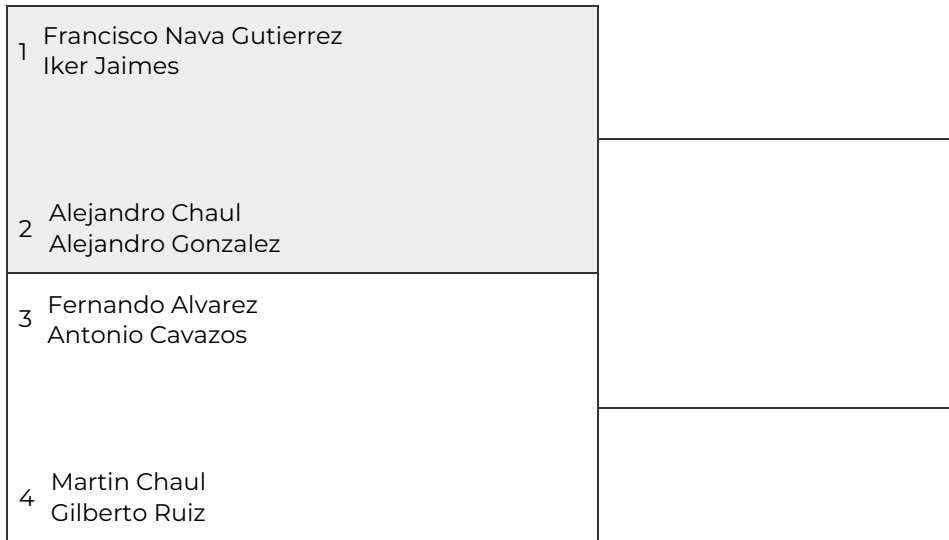 1 Francisco Nava Gutierrez
Iker Jaimes
2 Alejandro Chaul
Alejandro Gonzalez
3 Fernando Alvarez
Antonio Cavazos
4 Martin Chaul
Gilberto Ruiz